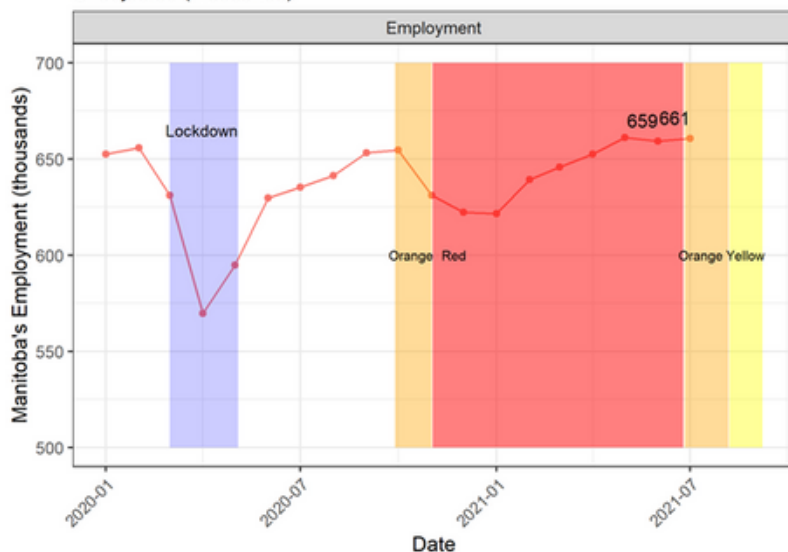 Employment
700
650
600
550
500
Manitoba's Employment (thousands)
Lockdown
659 661
Orange Red
Orange Yellow
2020-01
2020-07
2021-01
2021-07
Date